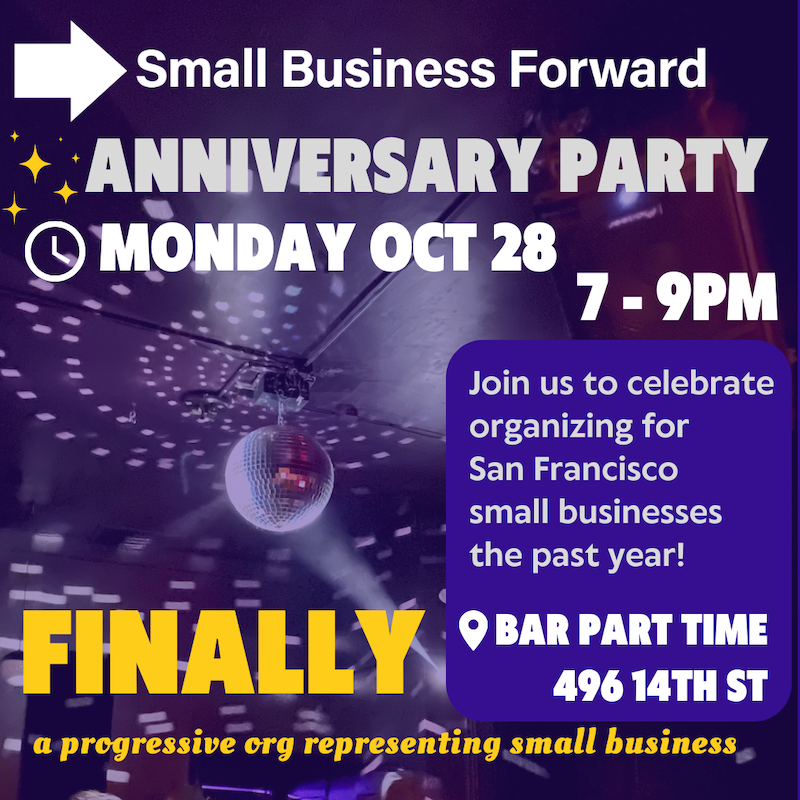 Small Business Forward
ANNIVERSARY PARTY
MONDAY OCT 28
7 - 9PM
Join us to celebrate
organizing for
San Francisco
small businesses
the past year!
BAR PART TIME
496 14TH ST
FINALLY
a progressive org representing small business